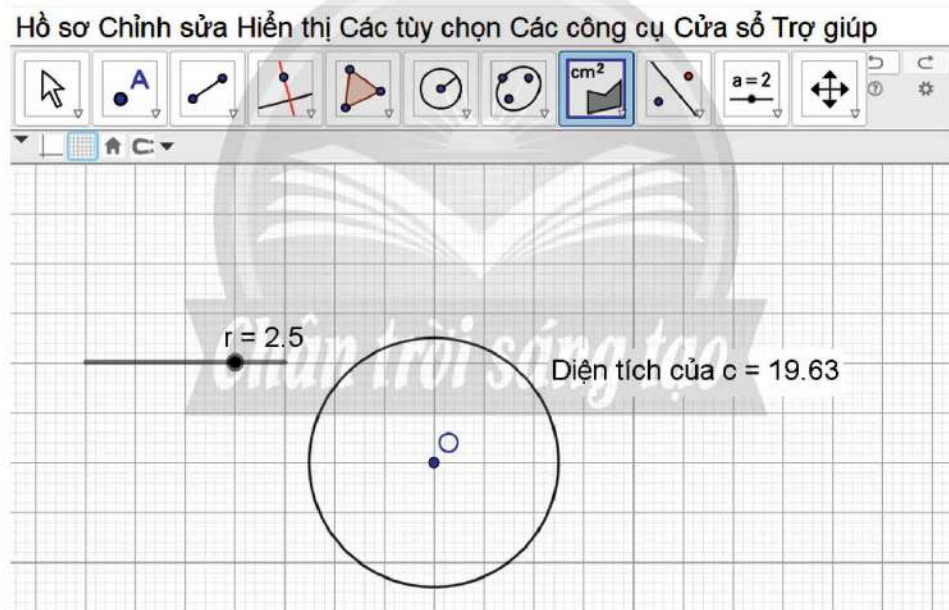 Hồ sơ Chỉnh sửa Hiển thị Các tùy chọn Các công cụ Cửa sổ Trợ giúp
A
cm²
a = 2
r = 2.5
Chân trời sáng tạo
Diện tích của c = 19.63
O